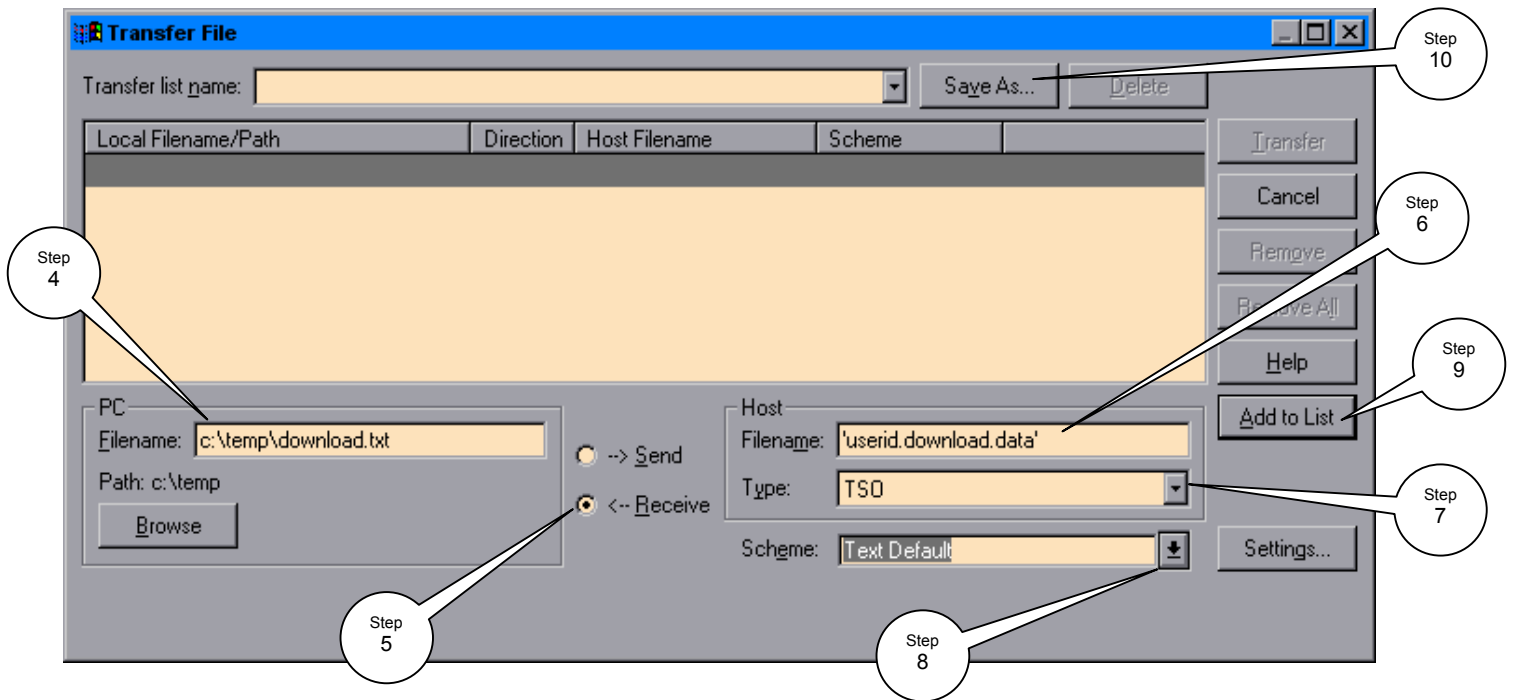 Transfer File
Step
10
Transfer list name:
Save As...
Delete
Local Filename/Path Direction Host Filename Scheme
Transfer
Cancel
Step
6
Remove
Step
4
Remove All
Help
Step
9
Add to List
PC
Filename: c:\temp\download.txt
Path: c:\temp
Browse
--> Send
<-- Receive
Host
Filename: 'userid.download.data'
Type: TSO
Step
7
Scheme: Text Default
Settings...
Step
5
Step
8